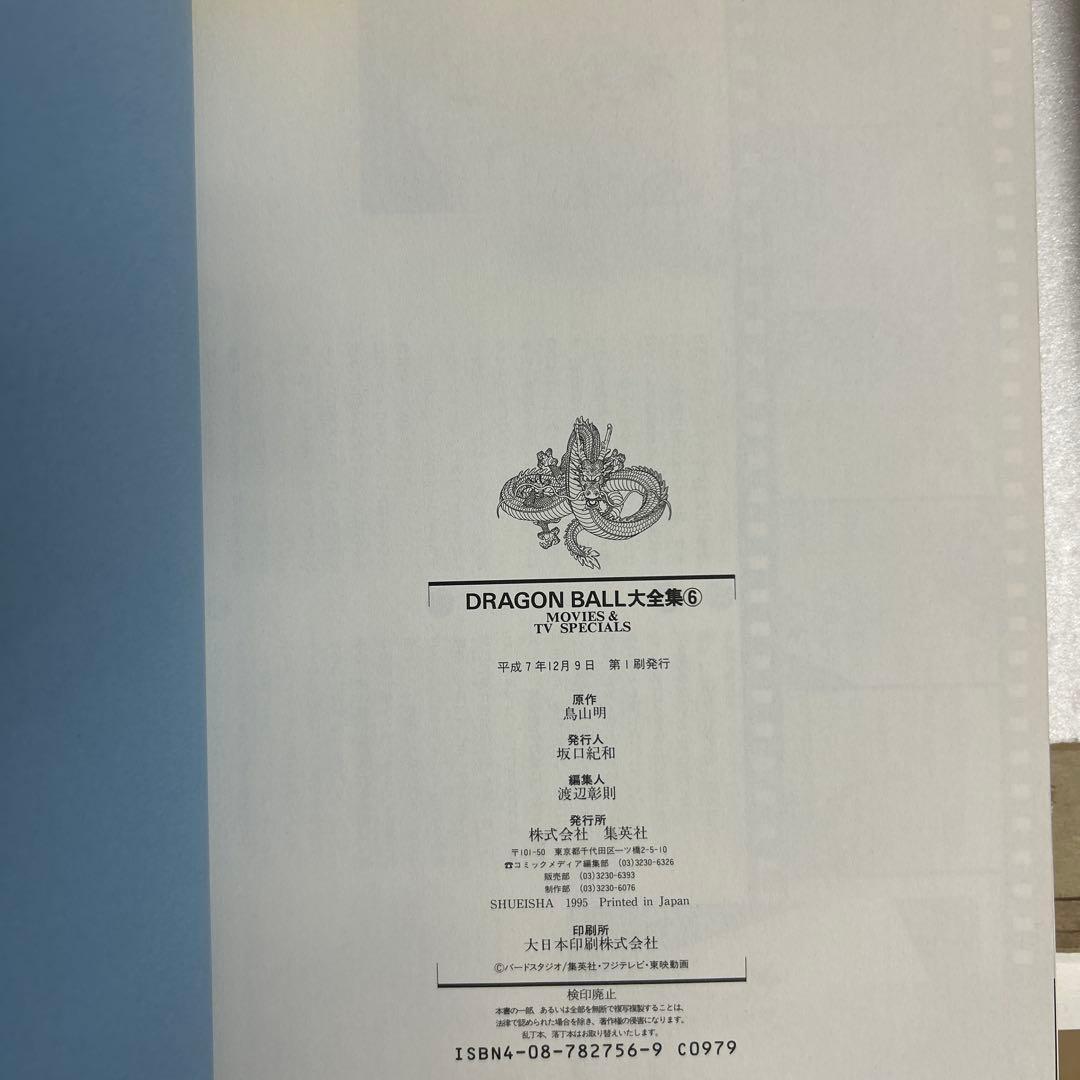 DRAGON BALL大全集⑥
MOVIES &
TV SPECIALS
平成7年12月9日 第1刷発行
原作
鳥山明
発行人
坂口紀和
編集人
渡辺彰則
発行所
株式会社 集英社
〒101-50 東京都千代田区一ツ橋2-5-10
☎コミックメディア編集部 (03)3230-6326
販売部 (03)3230-6393
制作部 (03)3230-6076
SHUEISHA 1995 Printed in Japan
印刷所
大日本印刷株式会社
©バードスタジオ/集英社・フジテレビ・東映動画
検印廃止
本書の一部、あるいは全部を無断で複写複製することは、
法律で認められた場合を除き、著作権の侵害になります。
乱丁本、落丁本はお取り替えいたします。
ISBN4-08-782756-9 C0979